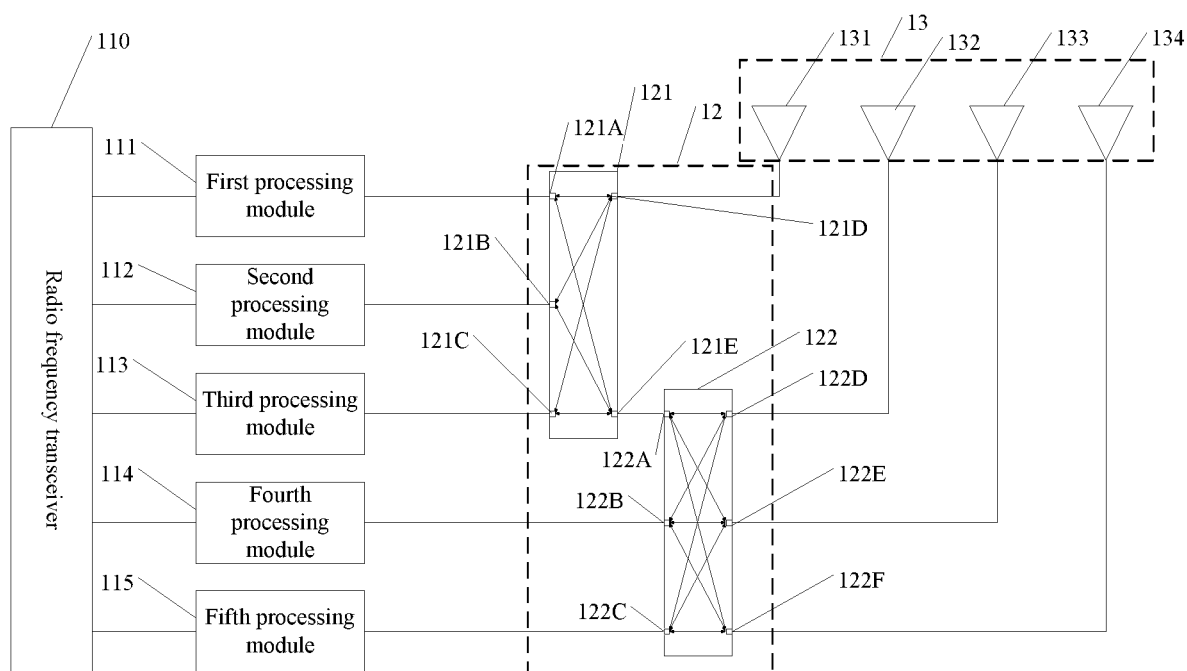 110
131
13
132
133
134
111
First processing
module
121A
121
12
121D
112
Second
processing
module
121B
113
Third processing
module
121C
121E
122
122D
122A
114
Fourth
processing
module
122B
122E
115
Fifth processing
module
122C
122F
Radio frequency transceiver